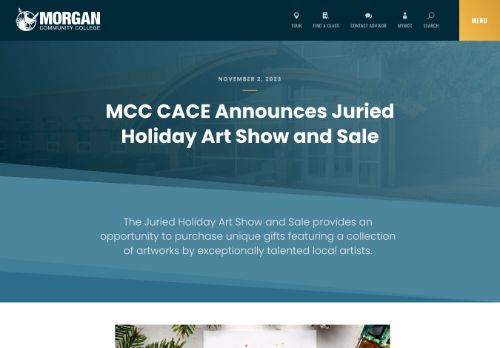 MORGAN
COMMUNITY COLLEGE
TOUR
FIND A CLASS
CONTACT ADVISOR
MYMCC
SEARCH
MENU
NOVEMBER 2, 2023
MCC CACE Announces Juried
Holiday Art Show and Sale
The Juried Holiday Art Show and Sale provides an
opportunity to purchase unique gifts featuring a collection
of artworks by exceptionally talented local artists.